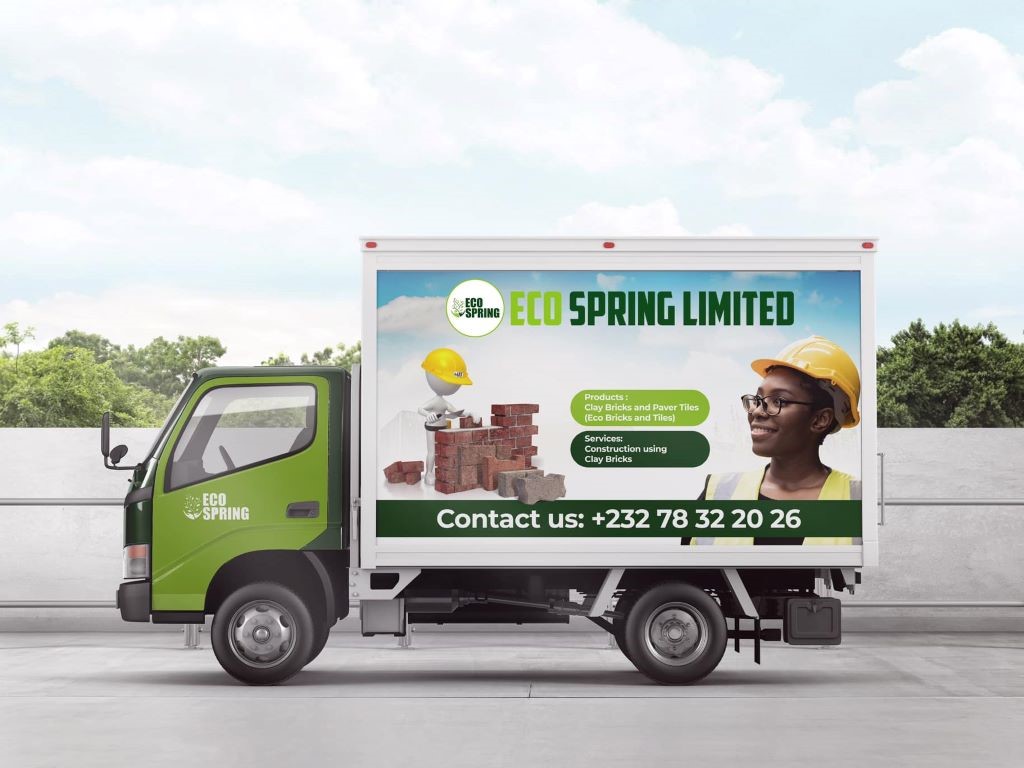 ECO
SPRING
ECO SPRING LIMITED
Products :
Clay Bricks and Paver Tiles
(Eco Bricks and Tiles)
Services:
Construction using
Clay Bricks
Contact us: +232 78 32 20 26
ECO
SPRING